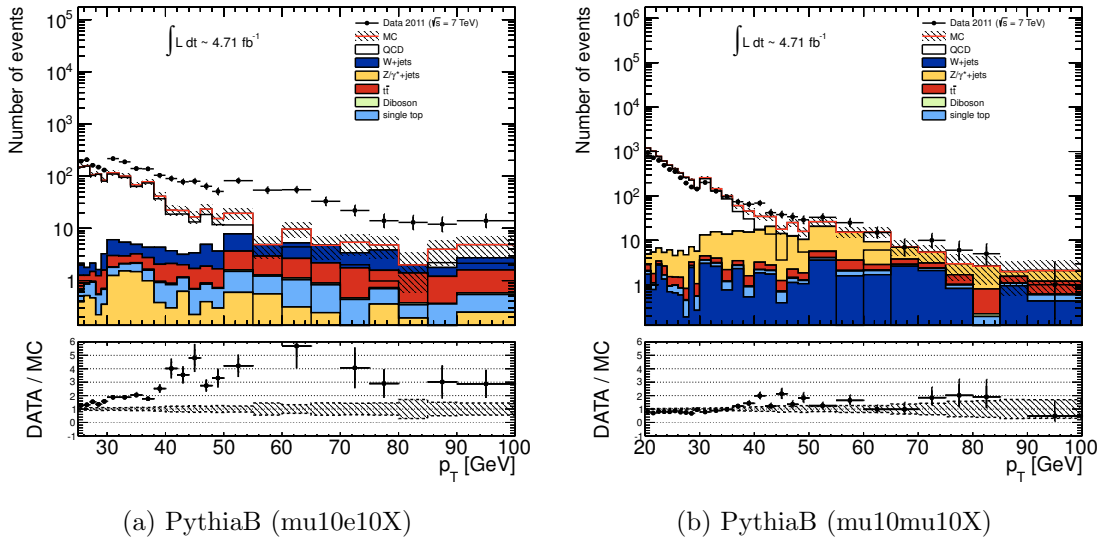 Number of events
10⁵
10⁴
10³
10²
10
1
∫ L dt ~ 4.71 fb⁻¹
Data 2011 (√s = 7 TeV)
MC
QCD
W+jets
Z/γ*+jets
tt̄
Diboson
single top
DATA / MC
6
5
4
3
2
1
0
-1
30 40 50 60 70 80 90 100
p_T [GeV]
(a) PythiaB (mu10e10X)
Number of events
10⁶
10⁵
10⁴
10³
10²
10
1
∫ L dt ~ 4.71 fb⁻¹
Data 2011 (√s = 7 TeV)
MC
QCD
W+jets
Z/γ*+jets
tt̄
Diboson
single top
DATA / MC
6
5
4
3
2
1
0
-1
20 30 40 50 60 70 80 90 100
p_T [GeV]
(b) PythiaB (mu10mu10X)